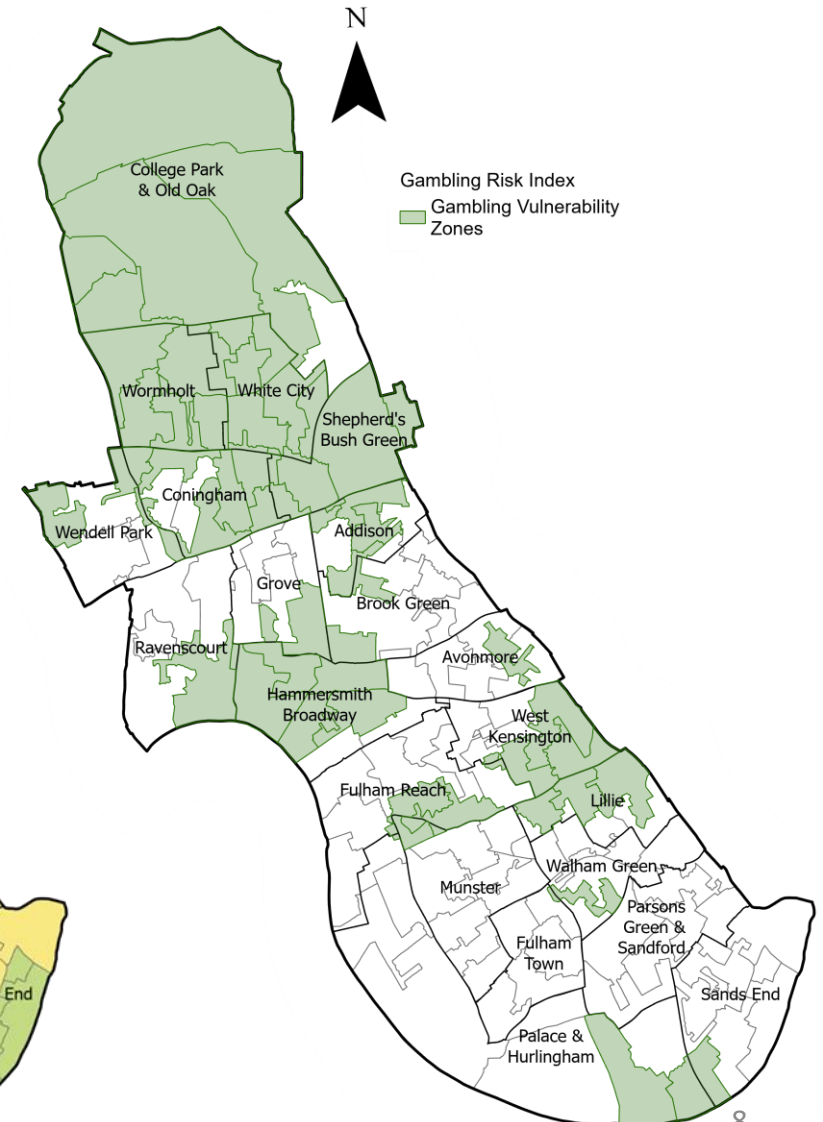 N
Gambling Risk Index
Gambling Vulnerability
Zones
College Park
& Old Oak
Wormholt
White City
Shepherd's
Bush Green
Coningham
Wendell Park
Addison
Grove
Brook Green
Ravenscourt
Avonmore
Hammersmith
Broadway
West
Kensington
Fulham Reach
Lillie
Walham Green
Munster
Parsons
Green &
Sandford
Fulham
Town
End
Sands End
Palace &
Hurlingham